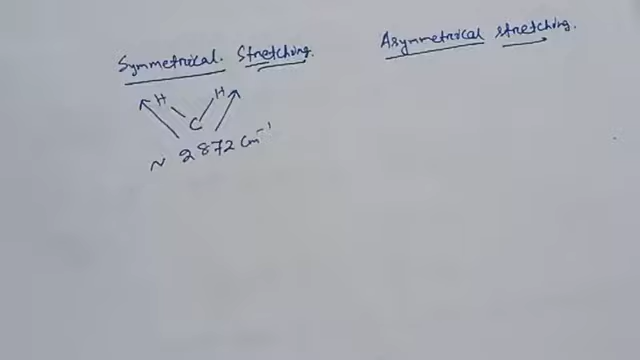 Symmetrical. Stretching.
Asymmetrical stretching.
H H
C
~ 2872 cm⁻¹